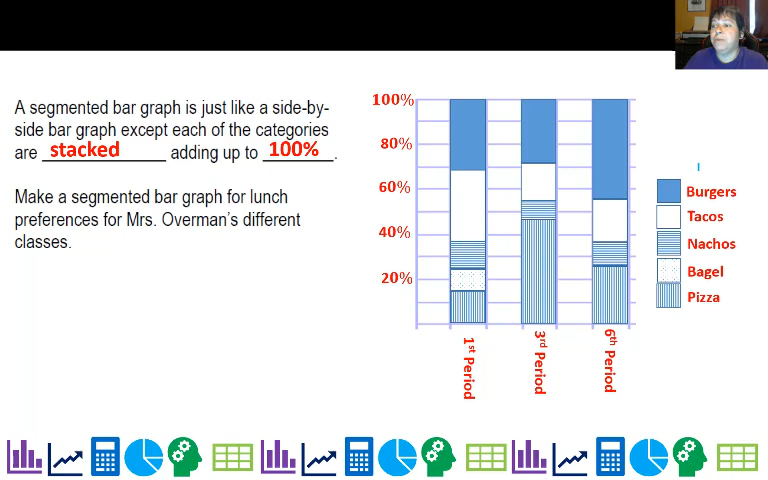 A segmented bar graph is just like a side-by-
side bar graph except each of the categories
are stacked adding up to 100%.
Make a segmented bar graph for lunch
preferences for Mrs. Overman's different
classes.
100%
80%
60%
40%
20%
1st Period
3rd Period
6th Period
Burgers
Tacos
Nachos
Bagel
Pizza